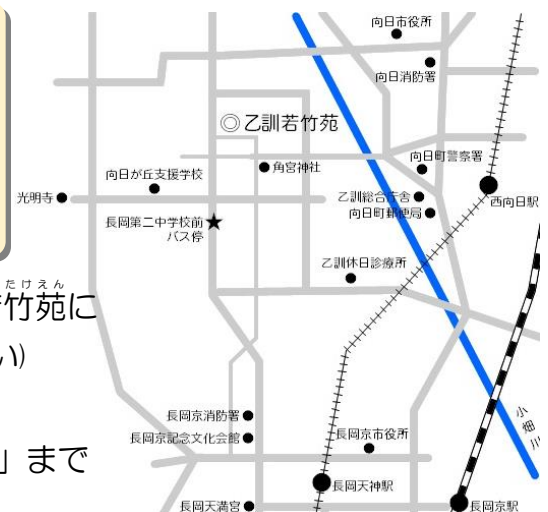 向日市役所
向日消防署
乙訓若竹苑
向日町警察署
角宮神社
向日が丘支援学校
光明寺
乙訓総合庁舎
西向日駅
向日町郵便局
長岡第二中学校前
バス停
乙訓休日診療所
たけえん
竹苑に
い)
小畑川
長岡京消防署
長岡京記念文化会館
長岡京市役所
」まで
長岡天神駅
長岡天満宮
長岡京駅